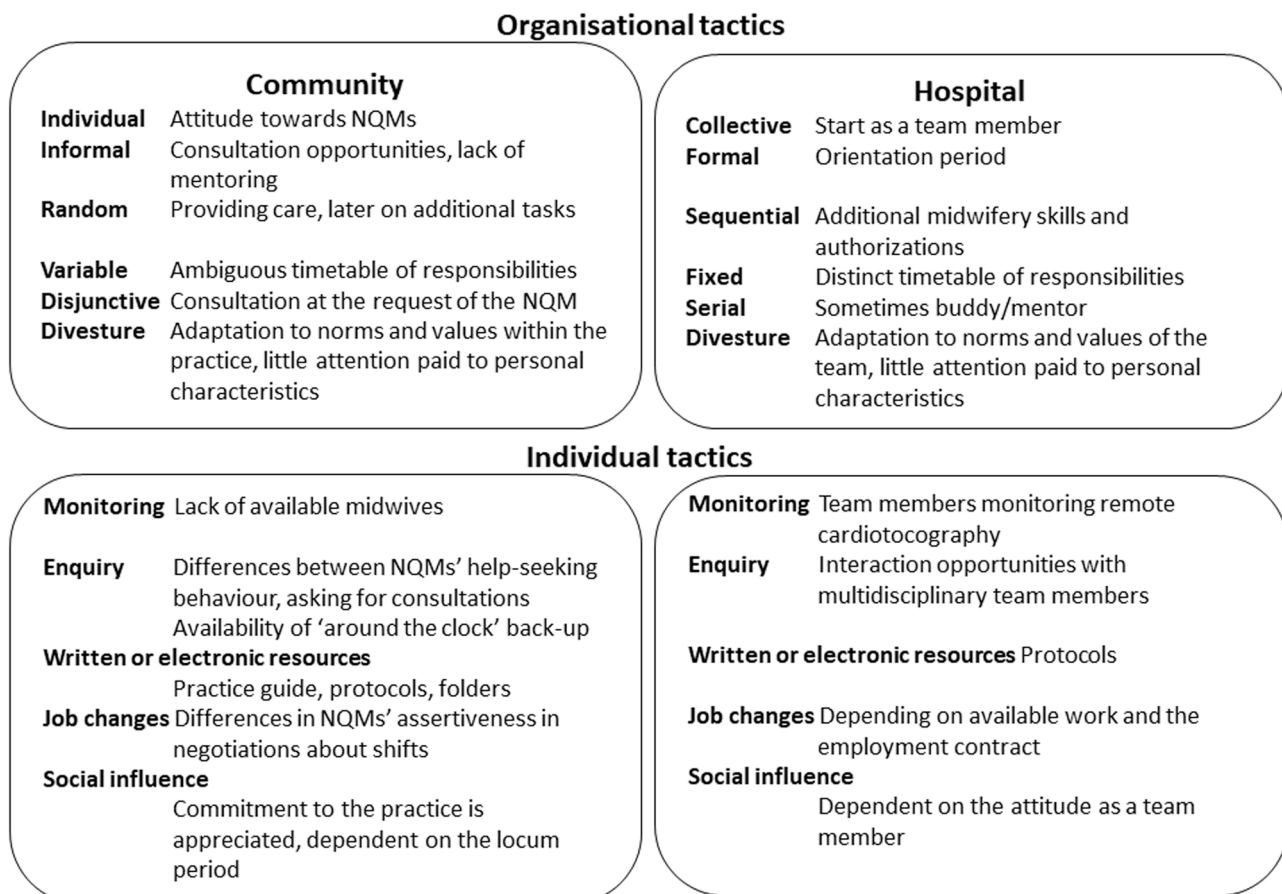 Organisational tactics
Community
Individual Attitude towards NQMs
Informal Consultation opportunities, lack of
mentoring
Random Providing care, later on additional tasks
Variable Ambiguous timetable of responsibilities
Disjunctive Consultation at the request of the NQM
Divesture Adaptation to norms and values within the
practice, little attention paid to personal
characteristics
Hospital
Collective Start as a team member
Formal Orientation period
Sequential Additional midwifery skills and
authorizations
Fixed Distinct timetable of responsibilities
Serial Sometimes buddy/mentor
Divesture Adaptation to norms and values of the
team, little attention paid to personal
characteristics
Individual tactics
Monitoring Lack of available midwives
Enquiry Differences between NQMs’ help-seeking
behaviour, asking for consultations
Availability of ‘around the clock’ back-up
Written or electronic resources
Practice guide, protocols, folders
Job changes Differences in NQMs’ assertiveness in
negotiations about shifts
Social influence
Commitment to the practice is
appreciated, dependent on the locum
period
Monitoring Team members monitoring remote
cardiotocography
Enquiry Interaction opportunities with
multidisciplinary team members
Written or electronic resources Protocols
Job changes Depending on available work and the
employment contract
Social influence
Dependent on the attitude as a team
member